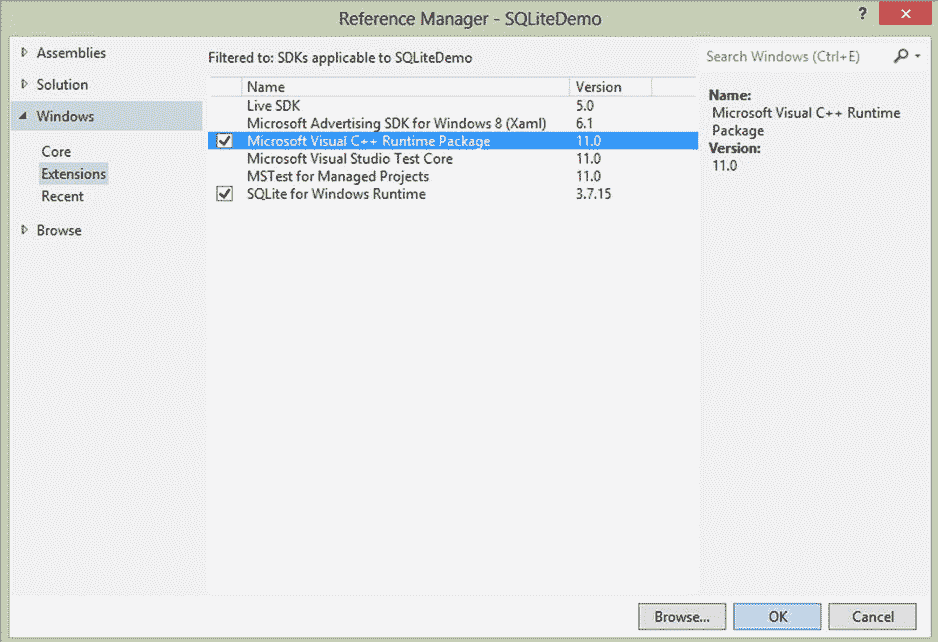 Reference Manager - SQLiteDemo
?
Assemblies
Solution
Windows
Core
Extensions
Recent
Browse
Filtered to: SDKs applicable to SQLiteDemo
Name Version
Live SDK 5.0
Microsoft Advertising SDK for Windows 8 (Xaml) 6.1
Microsoft Visual C++ Runtime Package 11.0
Microsoft Visual Studio Test Core 11.0
MSTest for Managed Projects 11.0
SQLite for Windows Runtime 3.7.15
Search Windows (Ctrl+E)
Name:
Microsoft Visual C++ Runtime
Package
Version:
11.0
Browse... OK Cancel